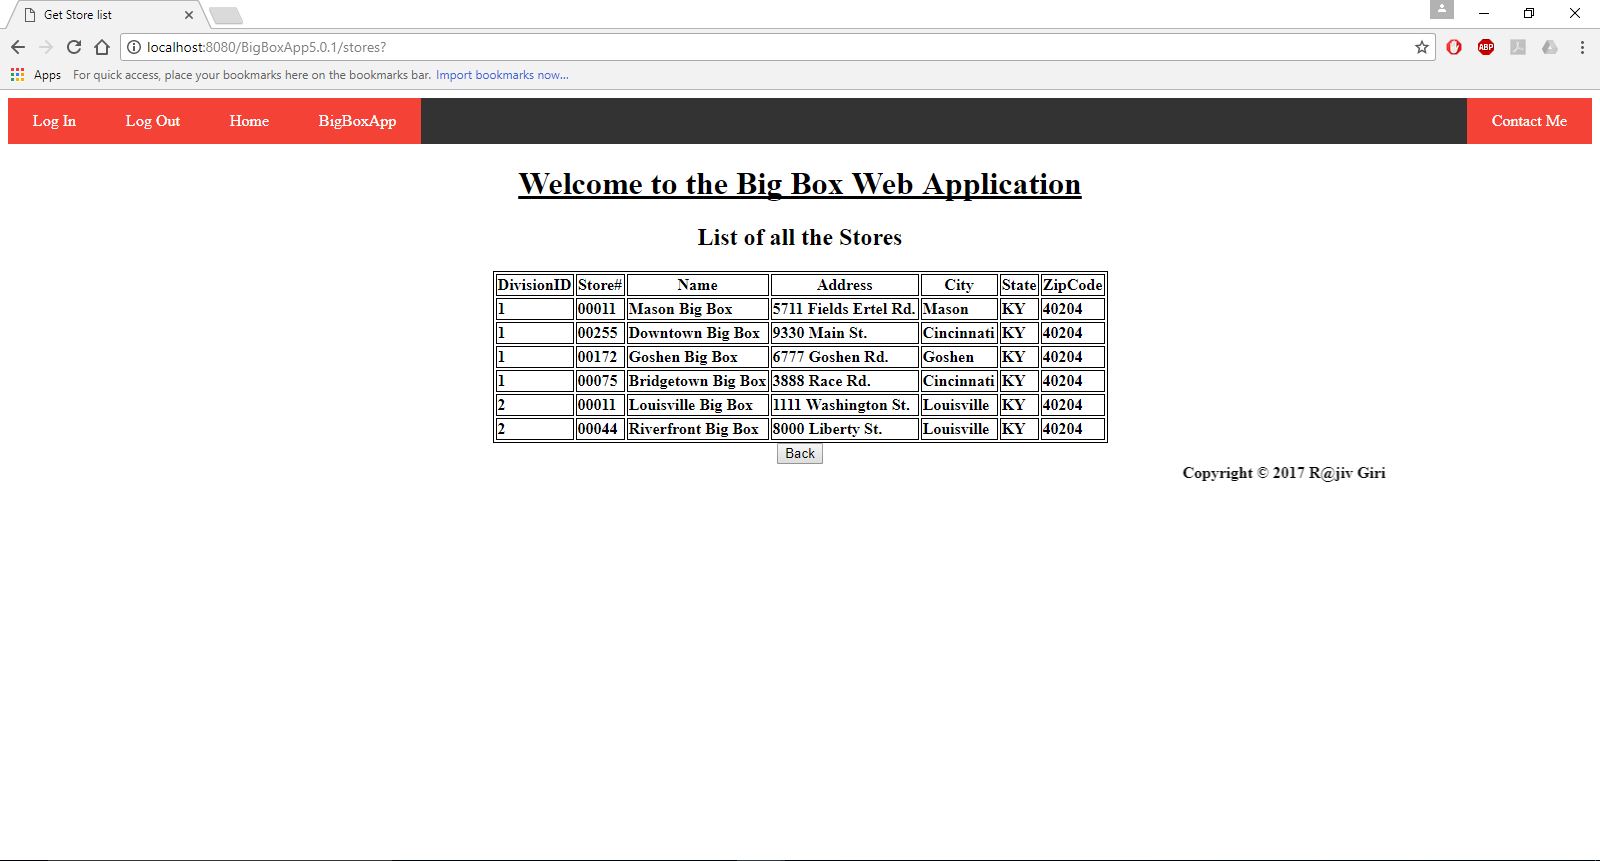 Get Store list
localhost:8080/BigBoxApp5.0.1/stores?
ABP
Apps For quick access, place your bookmarks here on the bookmarks bar. Import bookmarks now...
Log In Log Out Home BigBoxApp Contact Me
Welcome to the Big Box Web Application
List of all the Stores
DivisionID Store# Name Address City State ZipCode
1 00011 Mason Big Box 5711 Fields Ertel Rd. Mason KY 40204
1 00255 Downtown Big Box 9330 Main St. Cincinnati KY 40204
1 00172 Goshen Big Box 6777 Goshen Rd. Goshen KY 40204
1 00075 Bridgetown Big Box 3888 Race Rd. Cincinnati KY 40204
2 00011 Louisville Big Box 1111 Washington St. Louisville KY 40204
2 00044 Riverfront Big Box 8000 Liberty St. Louisville KY 40204
Back
Copyright © 2017 R@jiv Giri